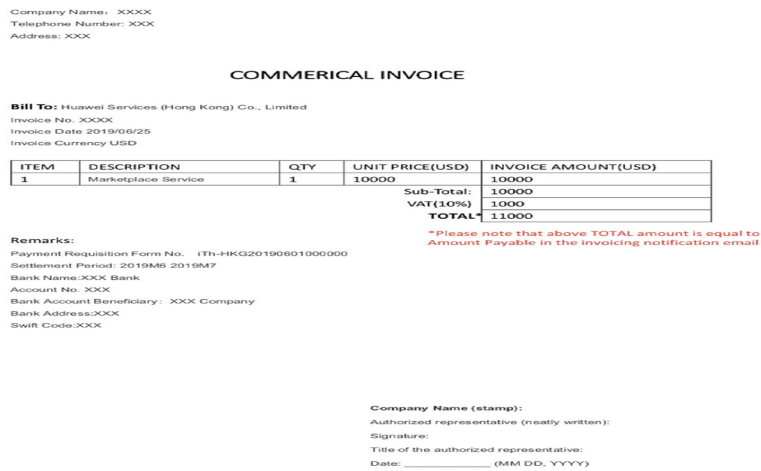 Company Name: XXXX
Telephone Number: XXX
Address: XXX
COMMERICAL INVOICE
Bill To: Huawei Services (Hong Kong) Co., Limited
Invoice No. XXXX
Invoice Date 2019/06/25
Invoice Currency USD
ITEM DESCRIPTION QTY UNIT PRICE(USD) INVOICE AMOUNT(USD)
1 Marketplace Service 1 10000 10000
Sub-Total: 10000
VAT(10%) 1000
TOTAL* 11000
*Please note that above TOTAL amount is equal to
Amount Payable in the invoicing notification email
Remarks:
Payment Requisition Form No. iTh-HKG20190601000000
Settlement Period: 2019M6 2019M7
Bank Name:XXX Bank
Account No. XXX
Bank Account Beneficiary: XXX Company
Bank Address:XXX
Swift Code:XXX
Company Name (stamp):
Authorized representative (neatly written):
Signature:
Title of the authorized representative:
Date: ______________ (MM DD, YYYY)